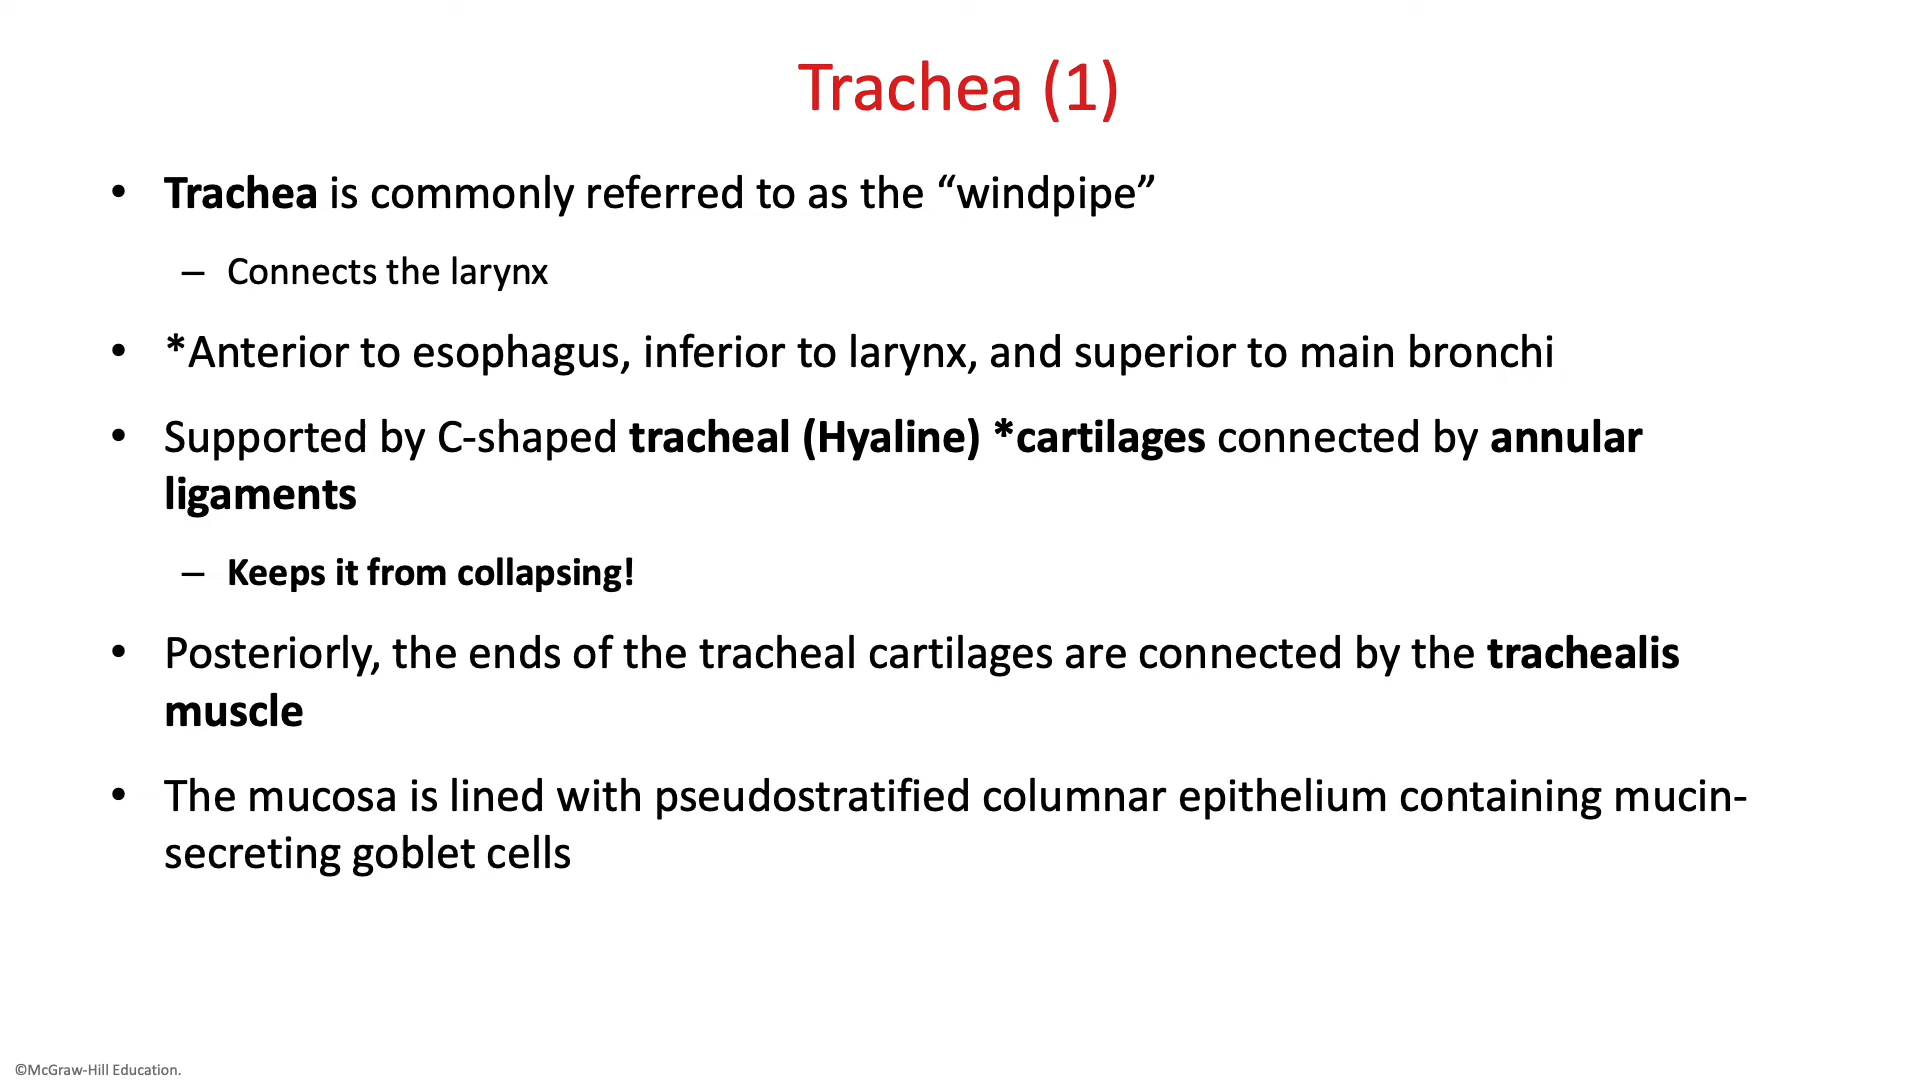 Trachea (1)
• Trachea is commonly referred to as the “windpipe”
– Connects the larynx
• *Anterior to esophagus, inferior to larynx, and superior to main bronchi
• Supported by C-shaped tracheal (Hyaline) *cartilages connected by annular
ligaments
– Keeps it from collapsing!
• Posteriorly, the ends of the tracheal cartilages are connected by the trachealis
muscle
• The mucosa is lined with pseudostratified columnar epithelium containing mucin-
secreting goblet cells
©McGraw-Hill Education.